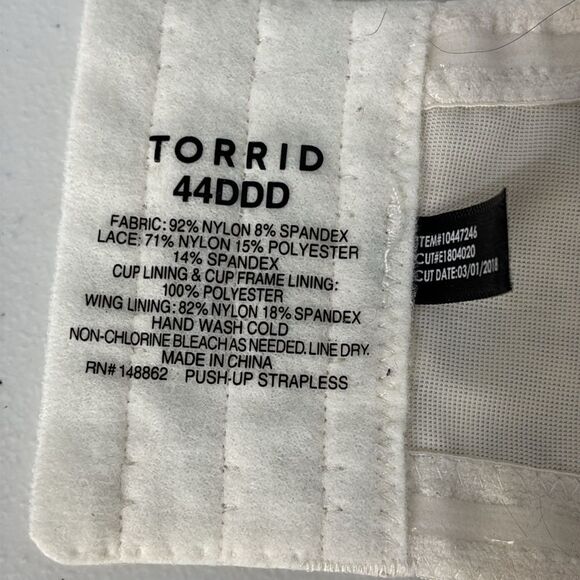 TORRID
44DDD
FABRIC: 92% NYLON 8% SPANDEX
LACE: 71% NYLON 15% POLYESTER
14% SPANDEX
CUP LINING & CUP FRAME LINING:
100% POLYESTER
WING LINING: 82% NYLON 18% SPANDEX
HAND WASH COLD
NON-CHLORINE BLEACH AS NEEDED. LINE DRY.
MADE IN CHINA
RN# 148862 PUSH-UP STRAPLESS
ITEM#10447246
CUT#E1804020
CUT DATE:03/01/2018